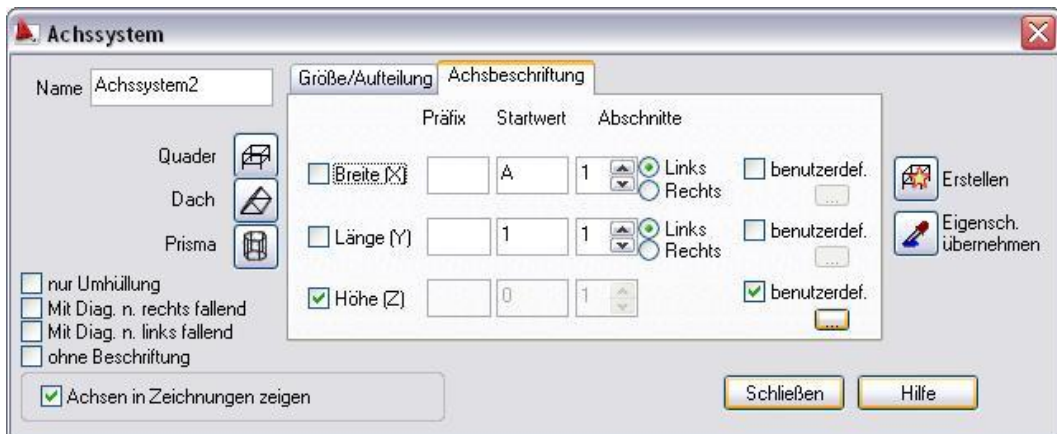 Achssystem
Name Achssystem2
Größe/Aufteilung Achsbeschriftung
Präfix Startwert Abschnitte
Quader
Dach
Prisma
Breite (X) A 1 Links Rechts benutzerdef.
...
Länge (Y) 1 1 Links Rechts benutzerdef.
...
Höhe (Z) 0 1 benutzerdef.
...
Erstellen
Eigensch.
übernehmen
nur Umhüllung
Mit Diag. n. rechts fallend
Mit Diag. n. links fallend
ohne Beschriftung
Achsen in Zeichnungen zeigen
Schließen Hilfe